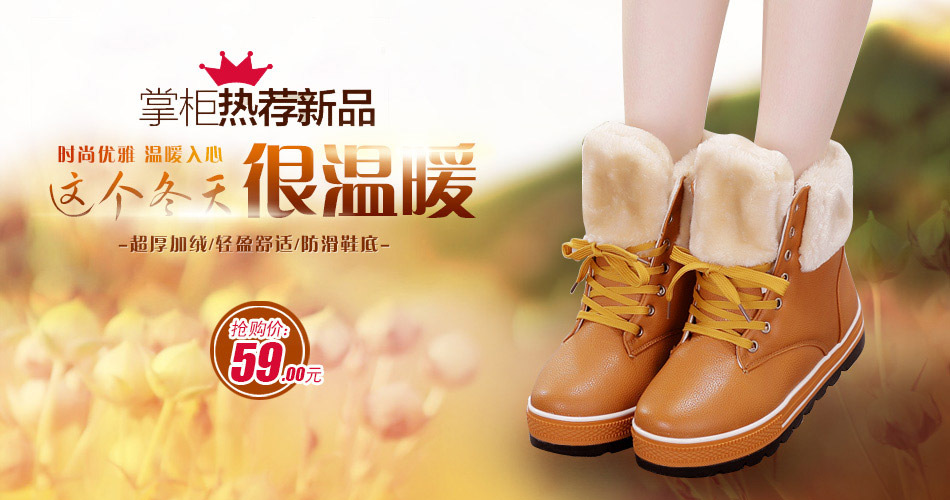 掌柜热荐新品
时尚优雅 温暖入心
这个冬天很温暖
-超厚加绒/轻盈舒适/防滑鞋底-
抢购价:
59.00元